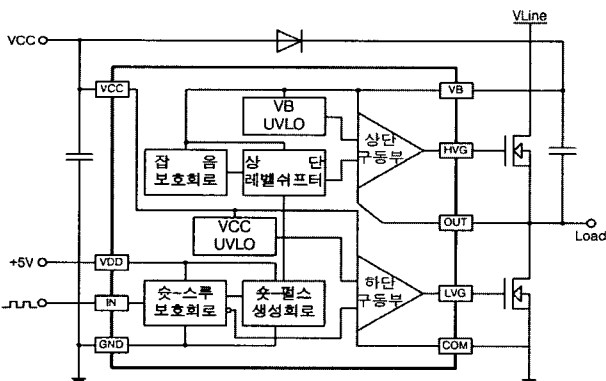 VLine
VCC
VCC
VB
VB
UVLO
상단
구동부
HVG
잡 음
보호회로
상 단
레벨쉬프터
OUT
Load
VCC
UVLO
+5V
VDD
하단
구동부
LVG
IN
슛-스루
보호회로
숏-펄스
생성회로
GND
COM